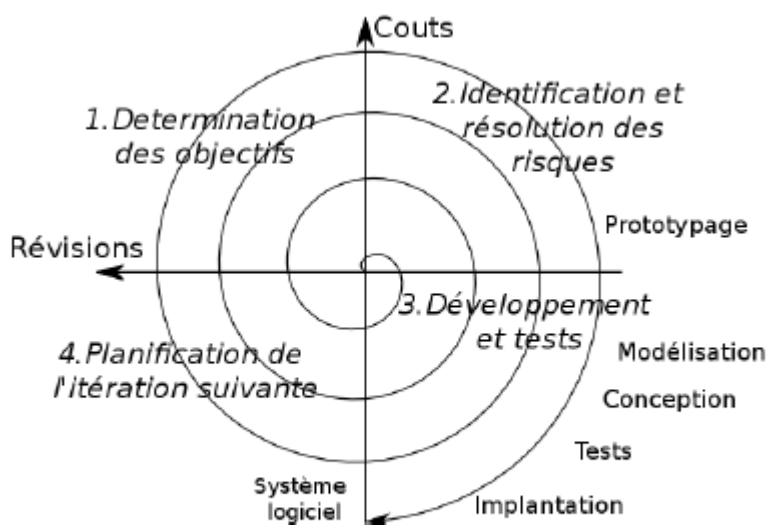 Couts
1.Determination
des objectifs
2.Identification et
résolution des
risques
Prototypage
Révisions
3.Développement
et tests
4.Planification de
l'itération suivante
Modélisation
Conception
Tests
Système
logiciel
Implantation